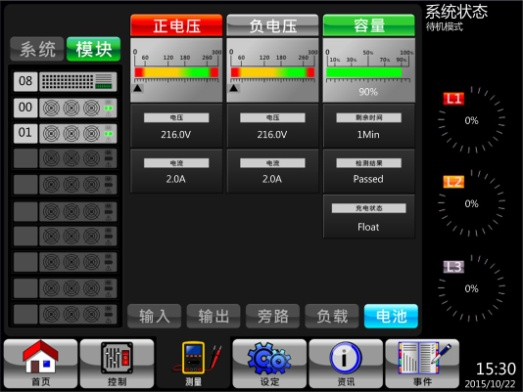 系统
模块
08
00
01
正电压
0 60 120 180 240 300
电压
216.0V
电流
2.0A
负电压
0 60 120 180 240 300
电压
216.0V
电流
2.0A
容量
0 50% 100%
10% 30% 70% 90%
90%
剩余时间
1Min
检测结果
Passed
充电状态
Float
系统状态
待机模式
L1
0%
L2
0%
L3
0%
输入
输出
旁路
负载
电池
首页
控制
测量
设定
资讯
事件
15:30
2015/10/22